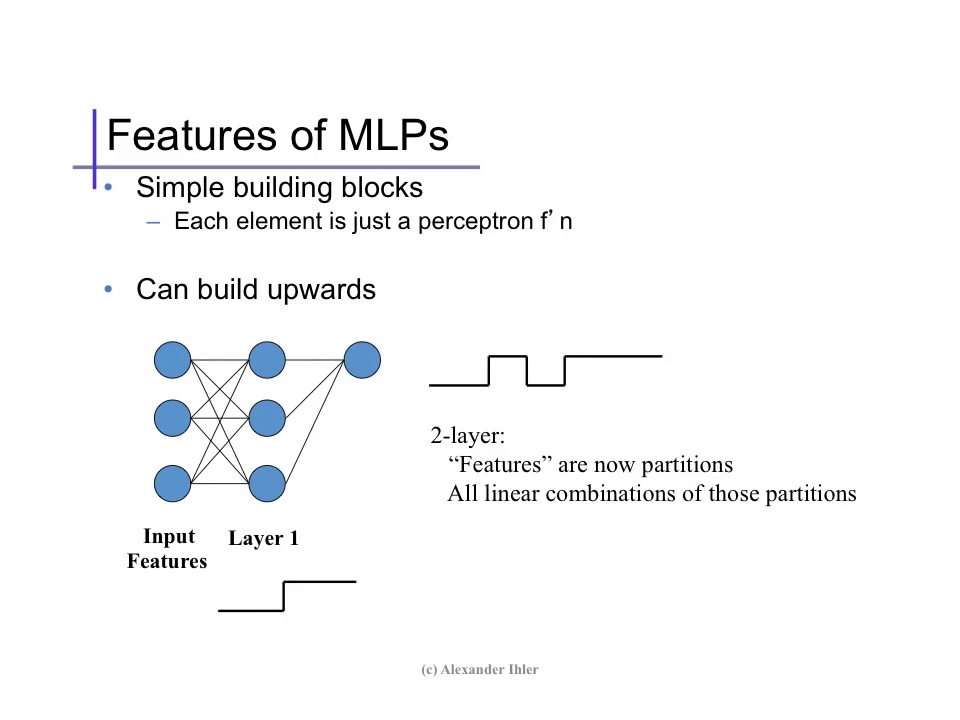 Features of MLPs
• Simple building blocks
– Each element is just a perceptron f’n
• Can build upwards
2-layer:
“Features” are now partitions
All linear combinations of those partitions
Input
Features
Layer 1
(c) Alexander Ihler